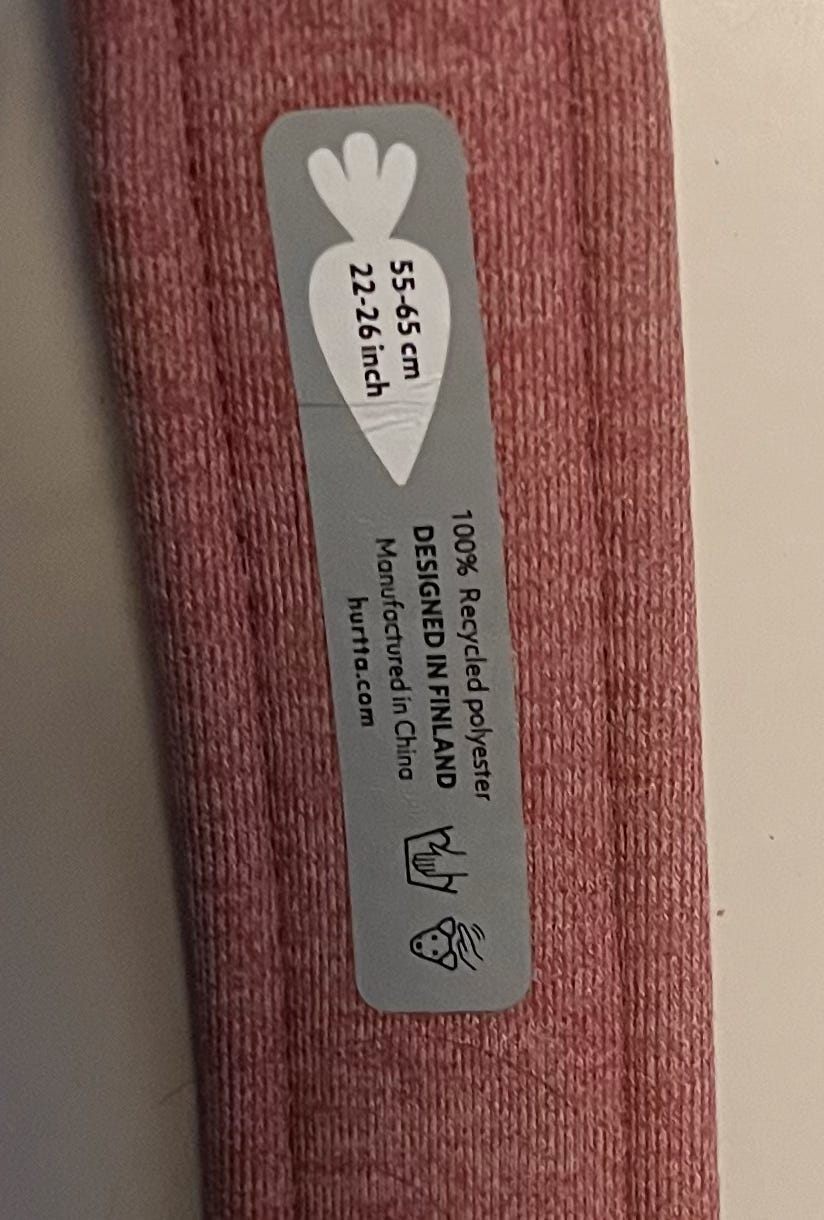 55-65 cm
22-26 inch
100% Recycled polyester
DESIGNED IN FINLAND
Manufactured in China
hurtta.com